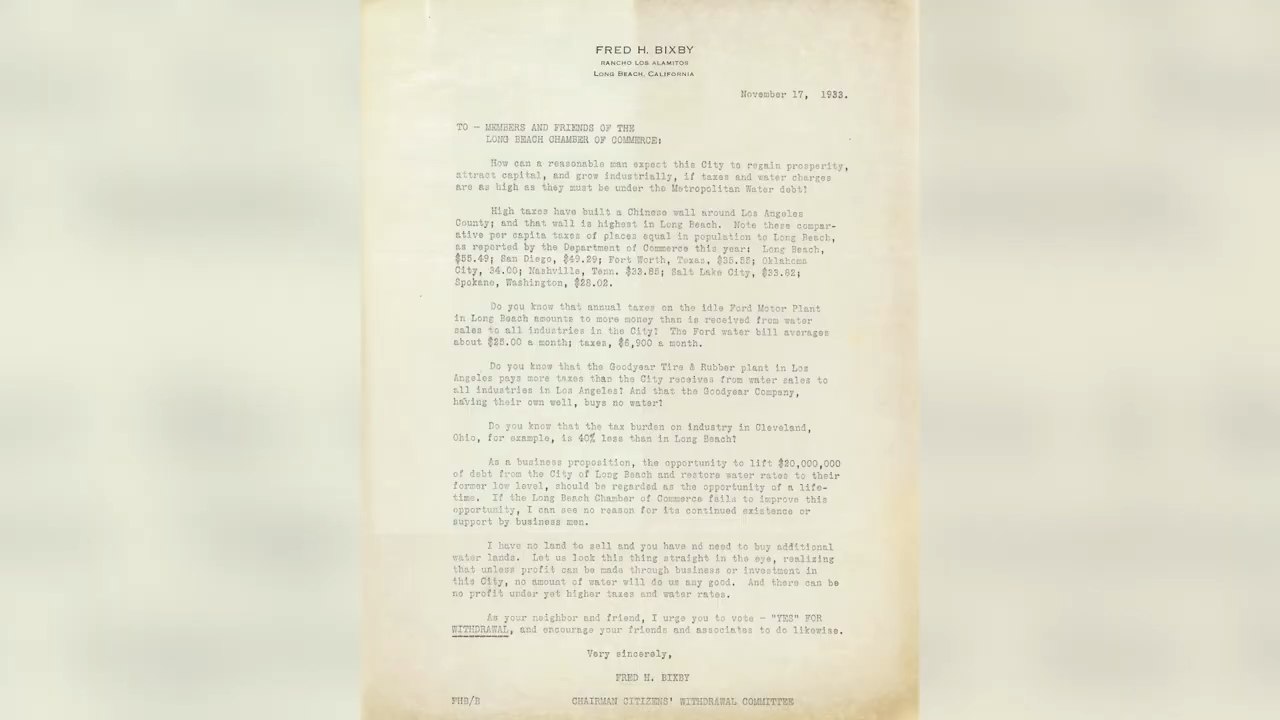 FRED H. BIXBY
RANCHO LOS ALAMITOS
LONG BEACH, CALIFORNIA
November 17, 1933.
TO - MEMBERS AND FRIENDS OF THE
LONG BEACH CHAMBER OF COMMERCE:
How can a reasonable man expect this City to regain prosperity,
attract capital, and grow industrially, if taxes and water charges
are as high as they must be under the Metropolitan Water debt?
High taxes have built a Chinese wall around Los Angeles
County; and that wall is highest in Long Beach. Note these compar-
ative per capita taxes of places equal in population to Long Beach,
as reported by the Department of Commerce this year: Long Beach,
$55.49; San Diego, $49.29; Fort Worth, Texas, $35.55; Oklahoma
City, 34.00; Nashville, Tenn. $33.85; Salt Lake City, $33.82;
Spokane, Washington, $28.02.
Do you know that annual taxes on the idle Ford Motor Plant
in Long Beach amounts to more money than is received from water
sales to all industries in the City? The Ford water bill averages
about $25.00 a month; taxes, $6,900 a month.
Do you know that the Goodyear Tire & Rubber plant in Los
Angeles pays more taxes than the City receives from water sales to
all industries in Los Angeles? And that the Goodyear Company,
having their own well, buys no water?
Do you know that the tax burden on industry in Cleveland,
Ohio, for example, is 40% less than in Long Beach?
As a business proposition, the opportunity to lift $20,000,000
of debt from the City of Long Beach and restore water rates to their
former low level, should be regarded as the opportunity of a life-
time. If the Long Beach Chamber of Commerce fails to improve this
opportunity, I can see no reason for its continued existence or
support by business men.
I have no land to sell and you have no need to buy additional
water lands. Let us look this thing straight in the eye, realizing
that unless profit can be made through business or investment in
this City, no amount of water will do us any good. And there can be
no profit under yet higher taxes and water rates.
As your neighbor and friend, I urge you to vote - "YES" FOR
WITHDRAWAL, and encourage your friends and associates to do likewise.
Very sincerely,
FRED H. BIXBY
FHB/B CHAIRMAN CITIZENS' WITHDRAWAL COMMITTEE